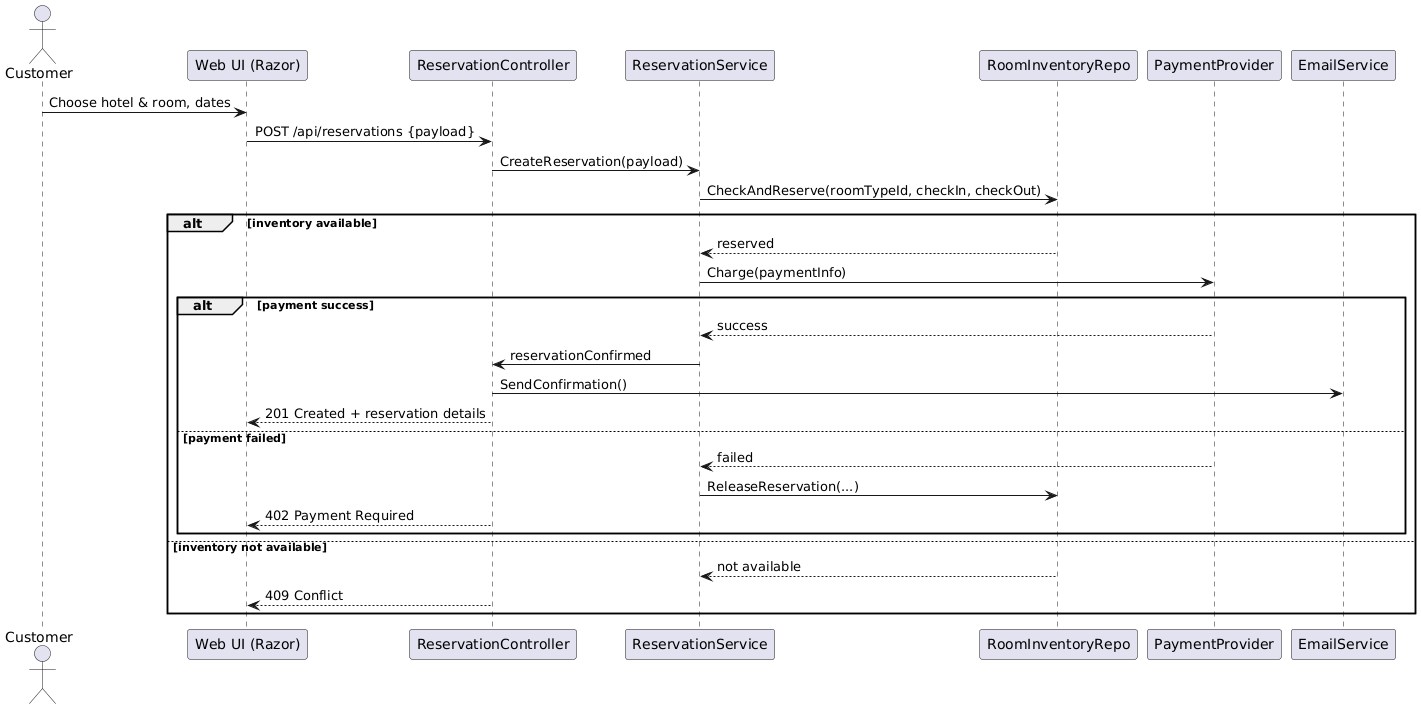 Customer
Web UI (Razor)
ReservationController
ReservationService
RoomInventoryRepo
PaymentProvider
EmailService
Choose hotel & room, dates
POST /api/reservations {payload}
CreateReservation(payload)
CheckAndReserve(roomTypeId, checkIn, checkOut)
alt
[inventory available]
reserved
Charge(paymentInfo)
alt
[payment success]
success
reservationConfirmed
SendConfirmation()
201 Created + reservation details
[payment failed]
failed
ReleaseReservation(...)
402 Payment Required
[inventory not available]
not available
409 Conflict
Customer
Web UI (Razor)
ReservationController
ReservationService
RoomInventoryRepo
PaymentProvider
EmailService